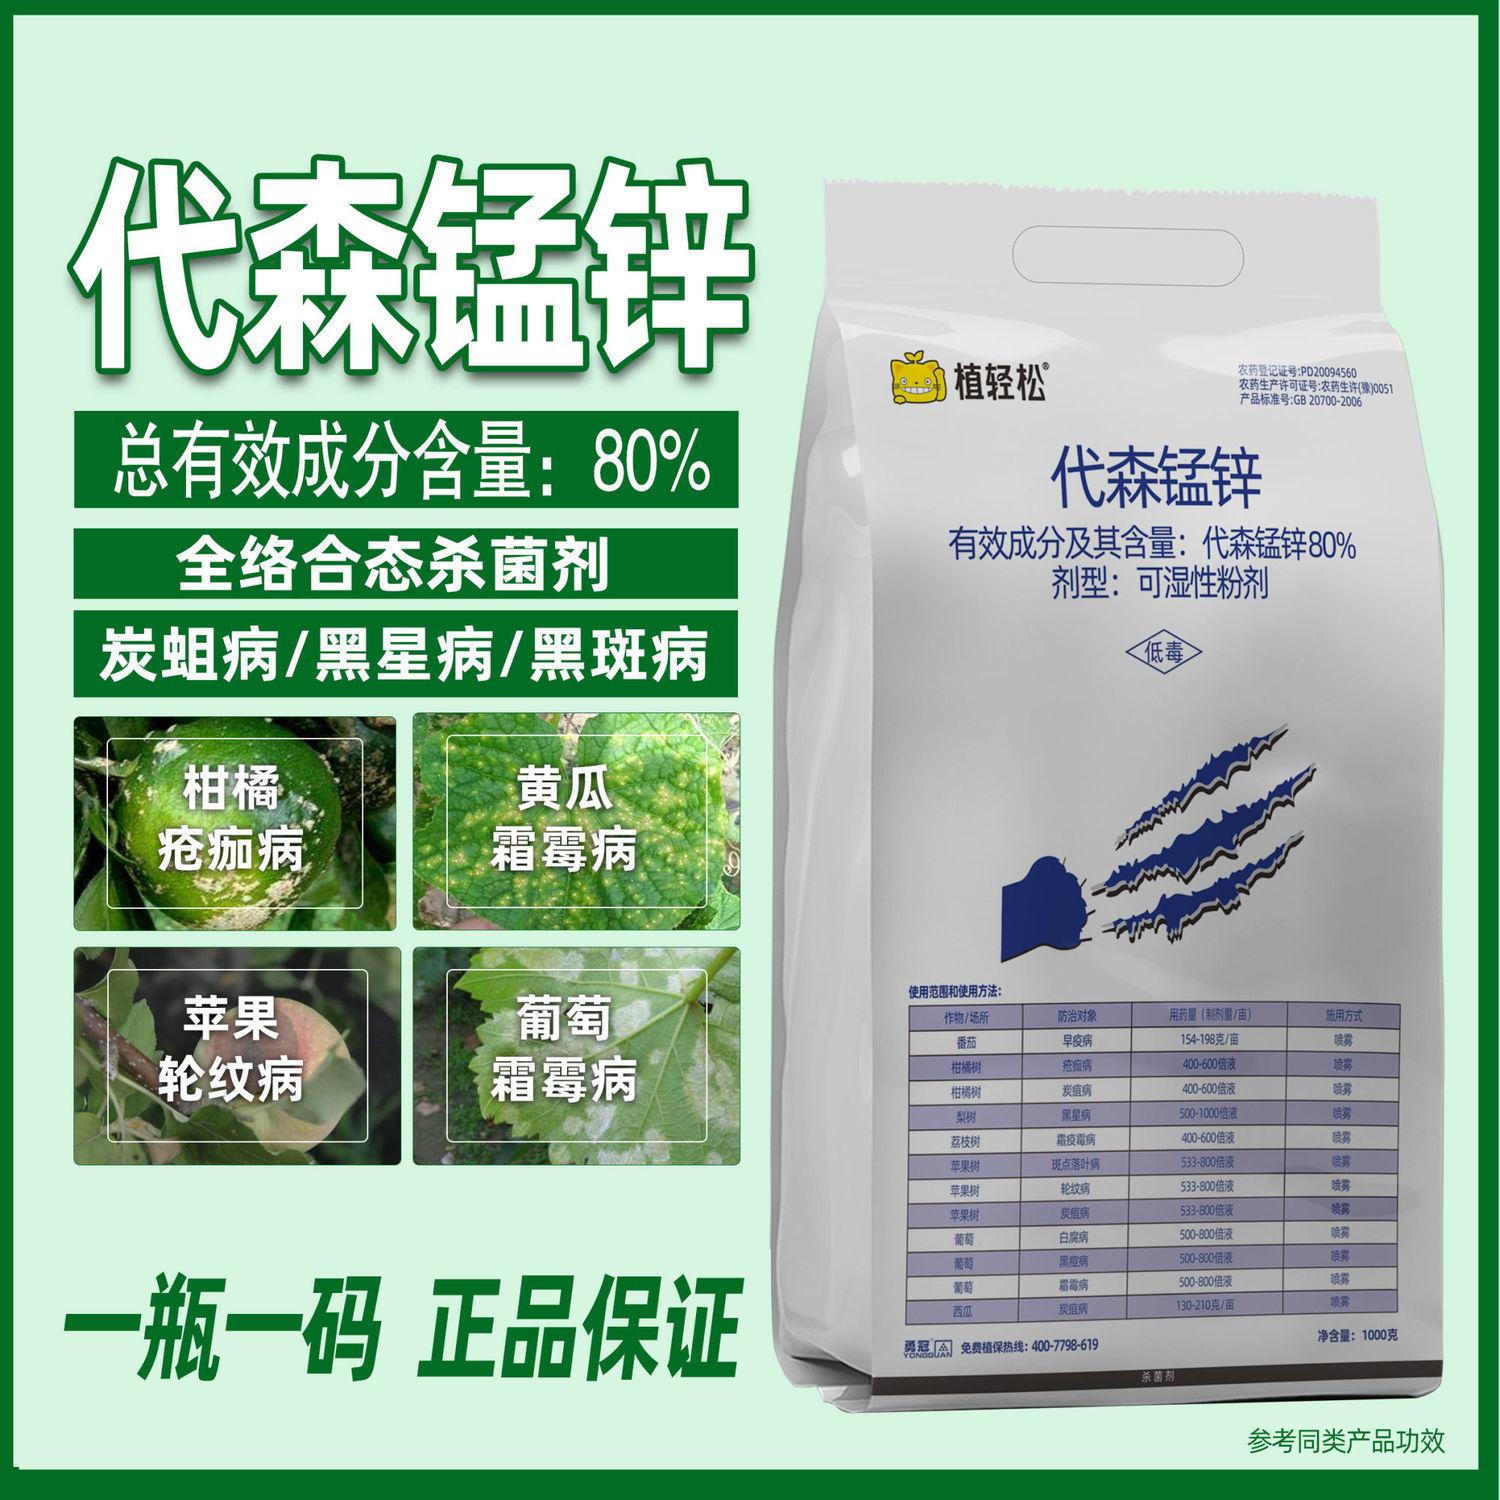 代森锰锌
总有效成分含量：80%
全络合态杀菌剂
炭蛆病/黑星病/黑斑病
柑橘
疮痂病
黄瓜
霜霉病
苹果
轮纹病
葡萄
霜霉病
一瓶一码 正品保证
植轻松®
农药登记证号:PD20094560
农药生产许可证号:农药生许(豫)0051
产品标准号:GB 20700-2006
代森锰锌
有效成分及其含量：代森锰锌80%
剂型：可湿性粉剂
低毒
使用范围和使用方法：
作物/场所 防治对象 用药量（制剂量/亩） 施用方式
番茄 早疫病 154-198克/亩 喷雾
柑橘树 疮痂病 400-600倍液 喷雾
柑橘树 炭疽病 400-600倍液 喷雾
梨树 黑星病 500-1000倍液 喷雾
荔枝树 霜疫霉病 400-600倍液 喷雾
苹果树 斑点落叶病 533-800倍液 喷雾
苹果树 轮纹病 533-800倍液 喷雾
苹果树 炭疽病 533-800倍液 喷雾
葡萄 白腐病 500-800倍液 喷雾
葡萄 黑痘病 500-800倍液 喷雾
葡萄 霜霉病 500-800倍液 喷雾
西瓜 炭疽病 130-210克/亩 喷雾
勇冠 YONGGUAN 免费植保热线：400-7798-619
净含量：1000克
杀菌剂
参考同类产品功效